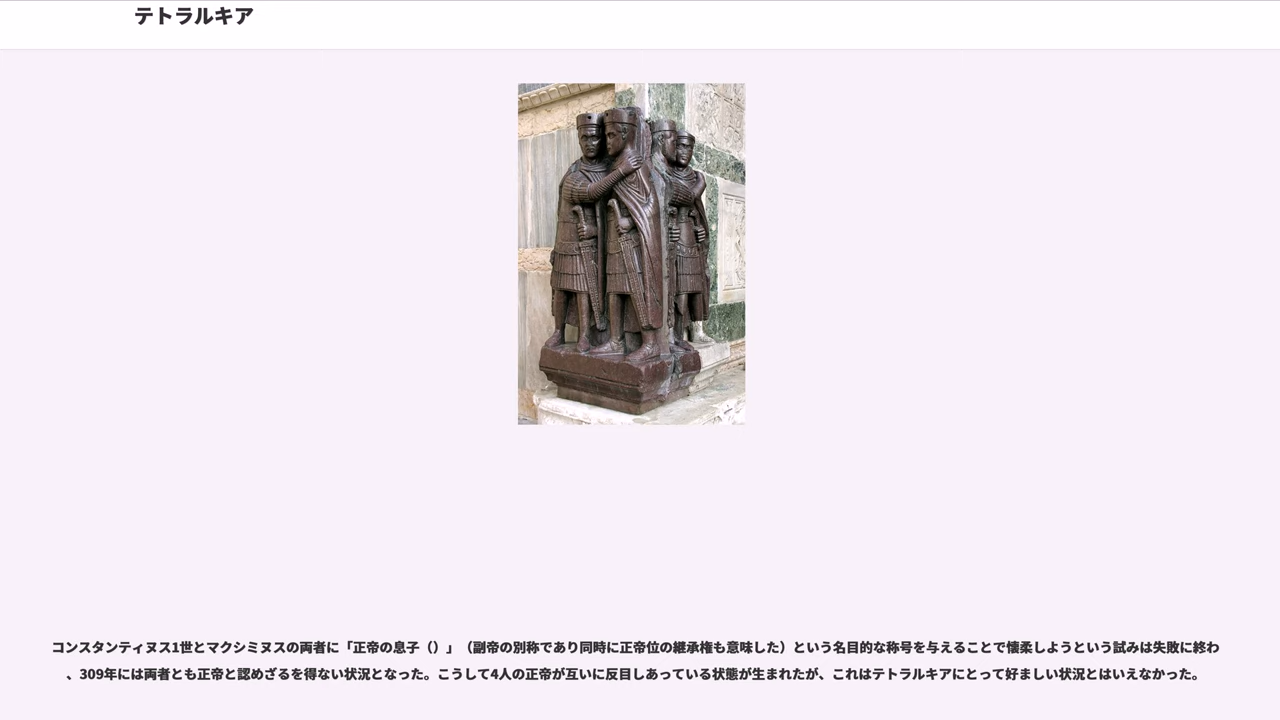 テトラルキア
コンスタンティヌス1世とマクシミヌスの両者に「正帝の息子（）」（副帝の別称であり同時に正帝位の継承権も意味した）という名目的な称号を与えることで懐柔しようという試みは失敗に終わ
、309年には両者とも正帝と認めざるを得ない状況となった。こうして4人の正帝が互いに反目しあっている状態が生まれたが、これはテトラルキアにとって好ましい状況とはいえなかった。